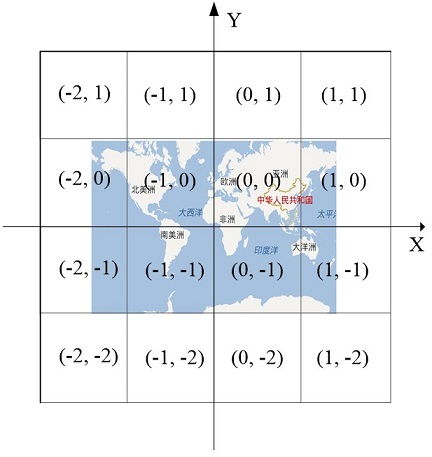 Y
(-2, 1) (-1, 1) (0, 1) (1, 1)
(-2, 0) (-1, 0) (0, 0) (1, 0)
北美洲 欧洲 亚洲
中华人民共和国
大西洋 非洲 太平洋
X
南美洲 印度洋 大洋洲
(-2, -1) (-1, -1) (0, -1) (1, -1)
(-2, -2) (-1, -2) (0, -2) (1, -2)